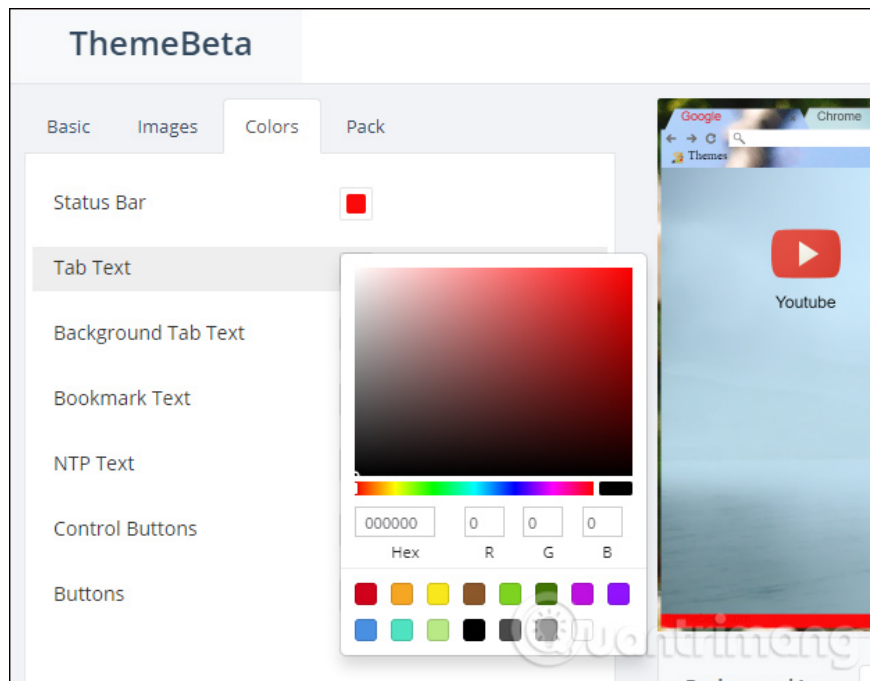 ThemeBeta
Basic Images Colors Pack
Google Chrome
Themes
Status Bar
Tab Text
Youtube
Background Tab Text
Bookmark Text
NTP Text
000000 0 0 0
Hex R G B
Control Buttons
Buttons
Quantrimang